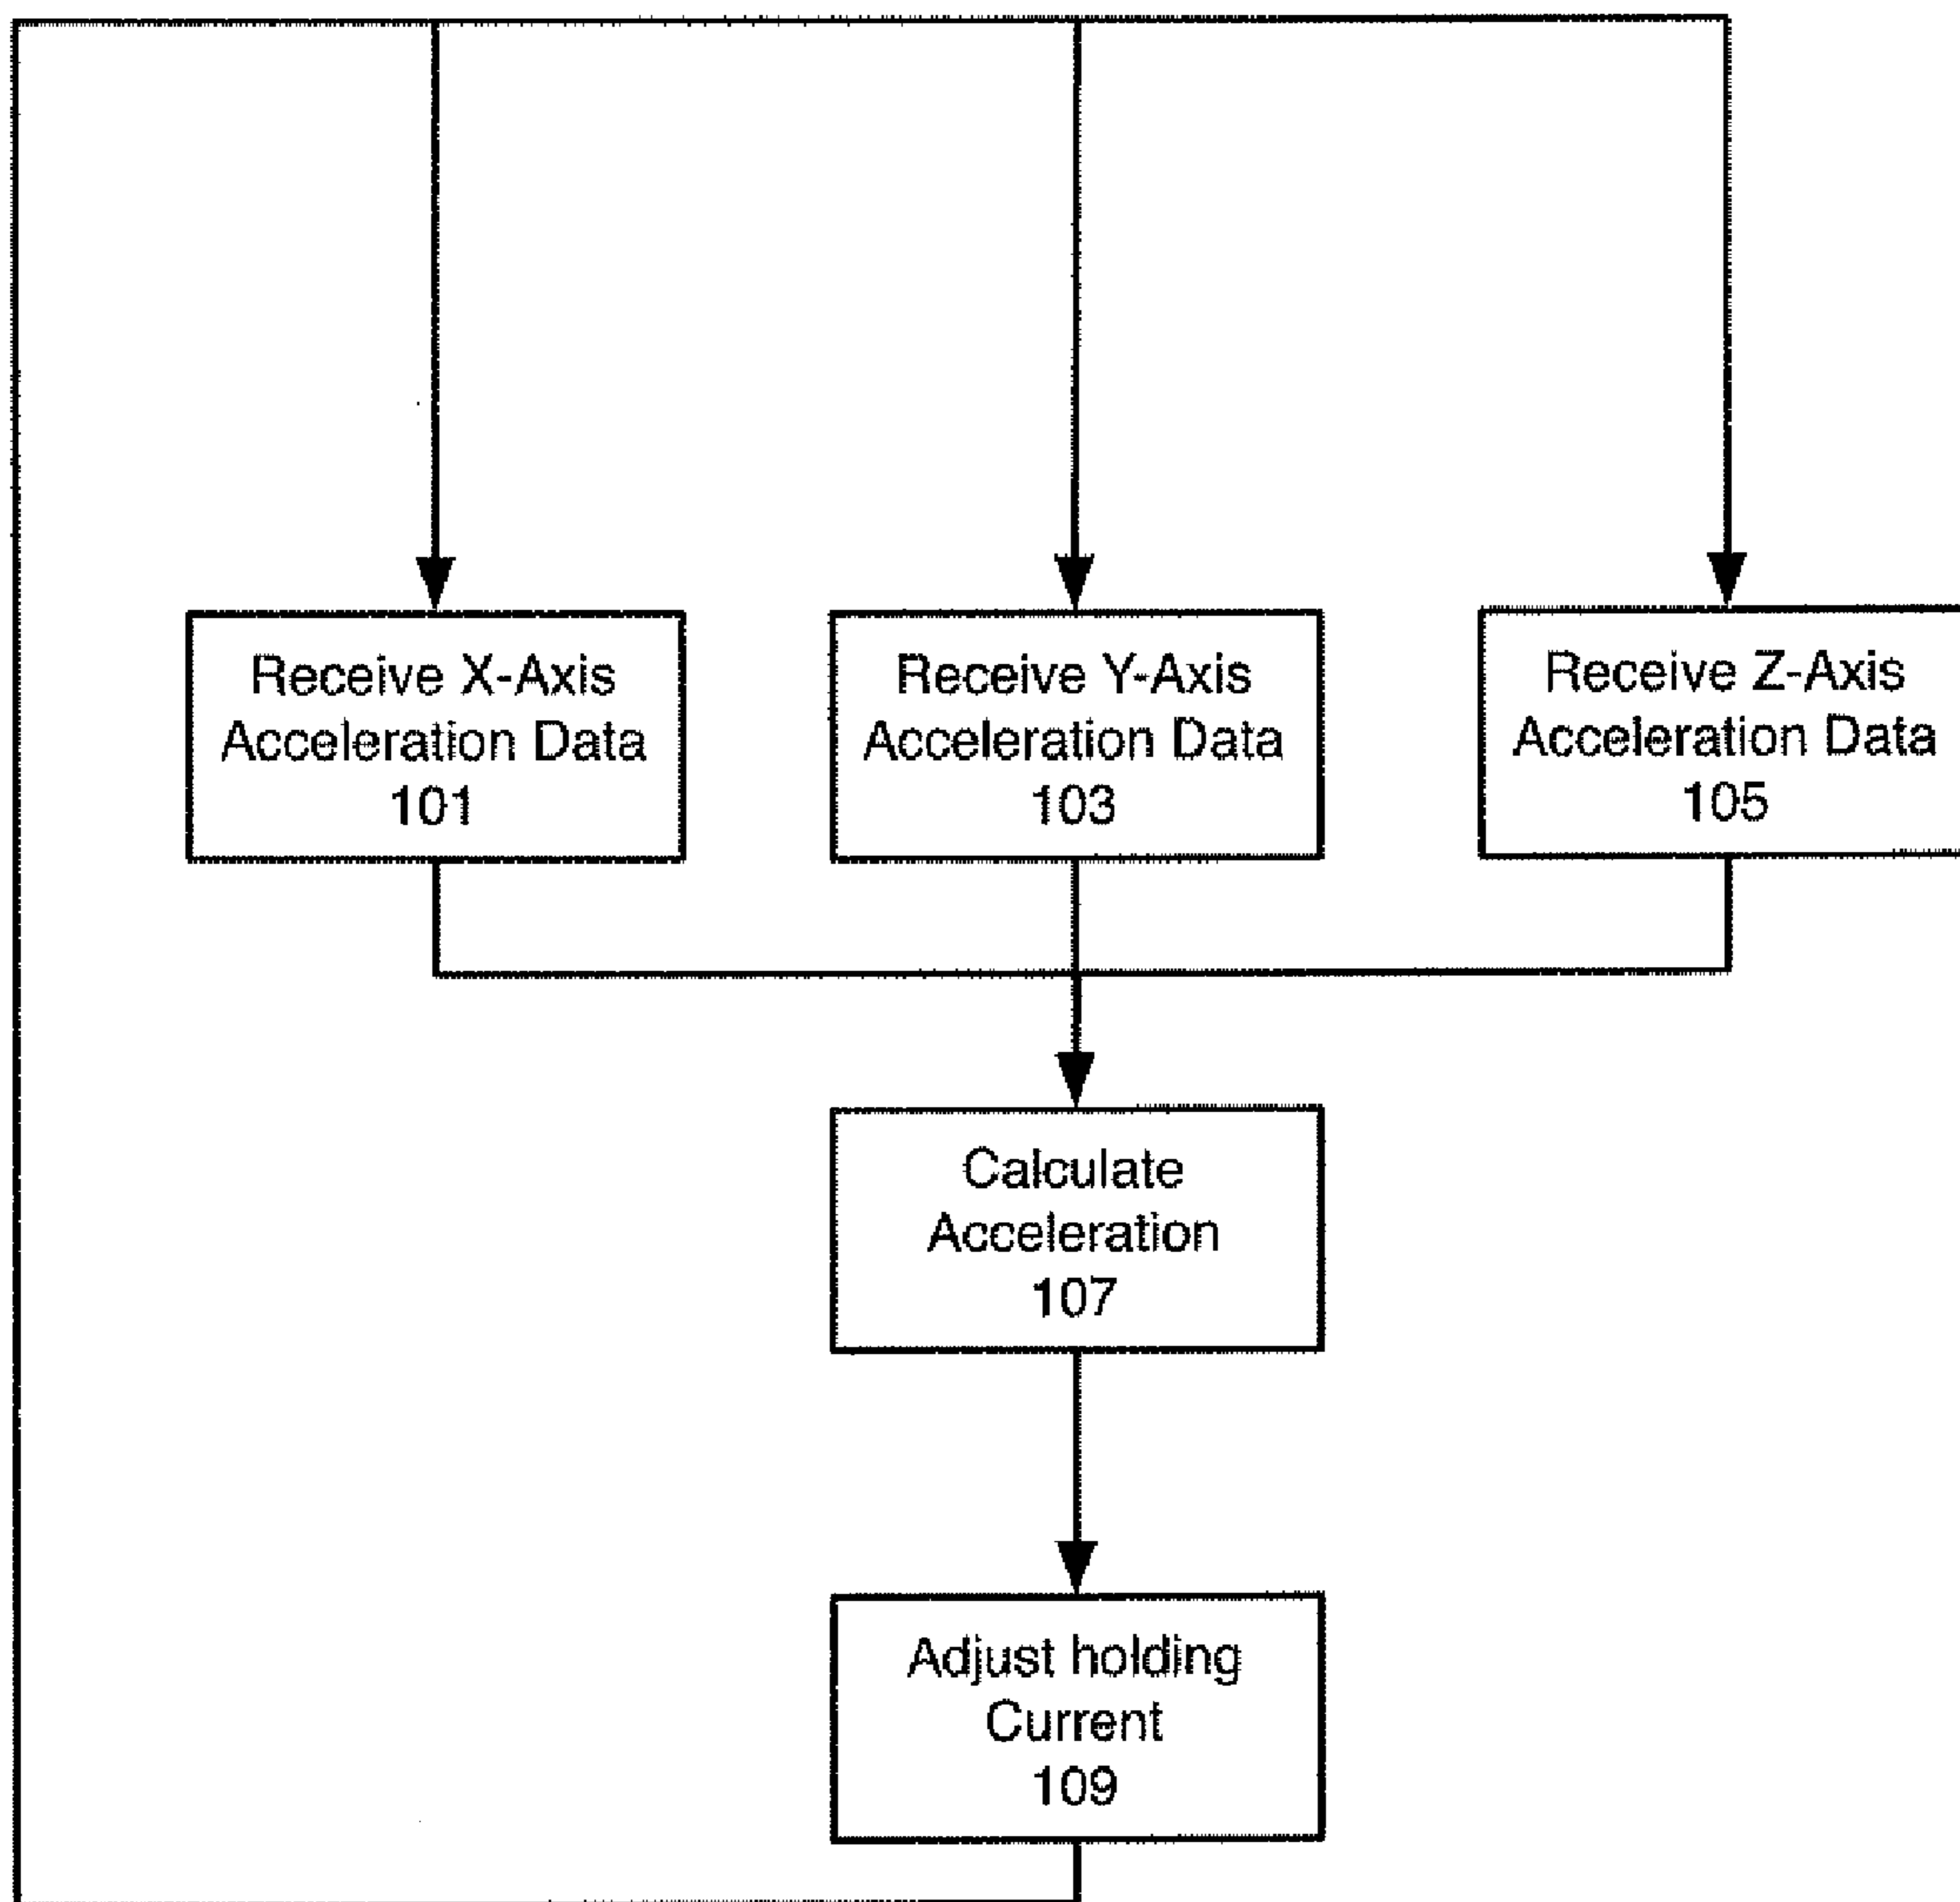 Receive X-Axis
Acceleration Data
101
Receive Y-Axis
Acceleration Data
103
Receive Z-Axis
Acceleration Data
105
Calculate
Acceleration
107
Adjust holding
Current
109